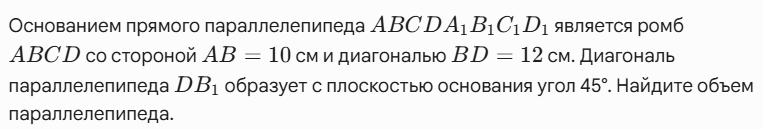 Основанием прямого параллелепипеда $ABCDA_1B_1C_1D_1$ является ромб
$ABCD$ со стороной $AB = 10$ см и диагональю $BD = 12$ см. Диагональ
параллелепипеда $DB_1$ образует с плоскостью основания угол 45°. Найдите объем
параллелепипеда.